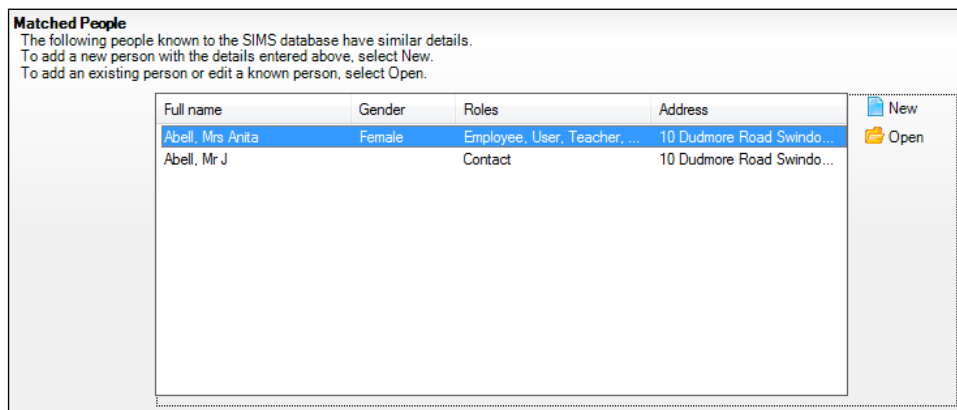 Matched People
The following people known to the SIMS database have similar details.
To add a new person with the details entered above, select New.
To add an existing person or edit a known person, select Open.
Full name Gender Roles Address New
Abell, Mrs Anita Female Employee, User, Teacher, ... 10 Dudmore Road Swindo... Open
Abell, Mr J Contact 10 Dudmore Road Swindo...